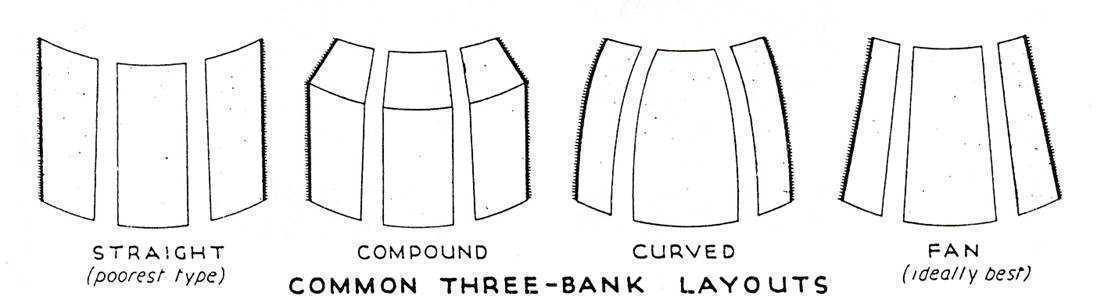 STRAIGHT
(poorest type)
COMPOUND
CURVED
FAN
(ideally best)
COMMON THREE-BANK LAYOUTS